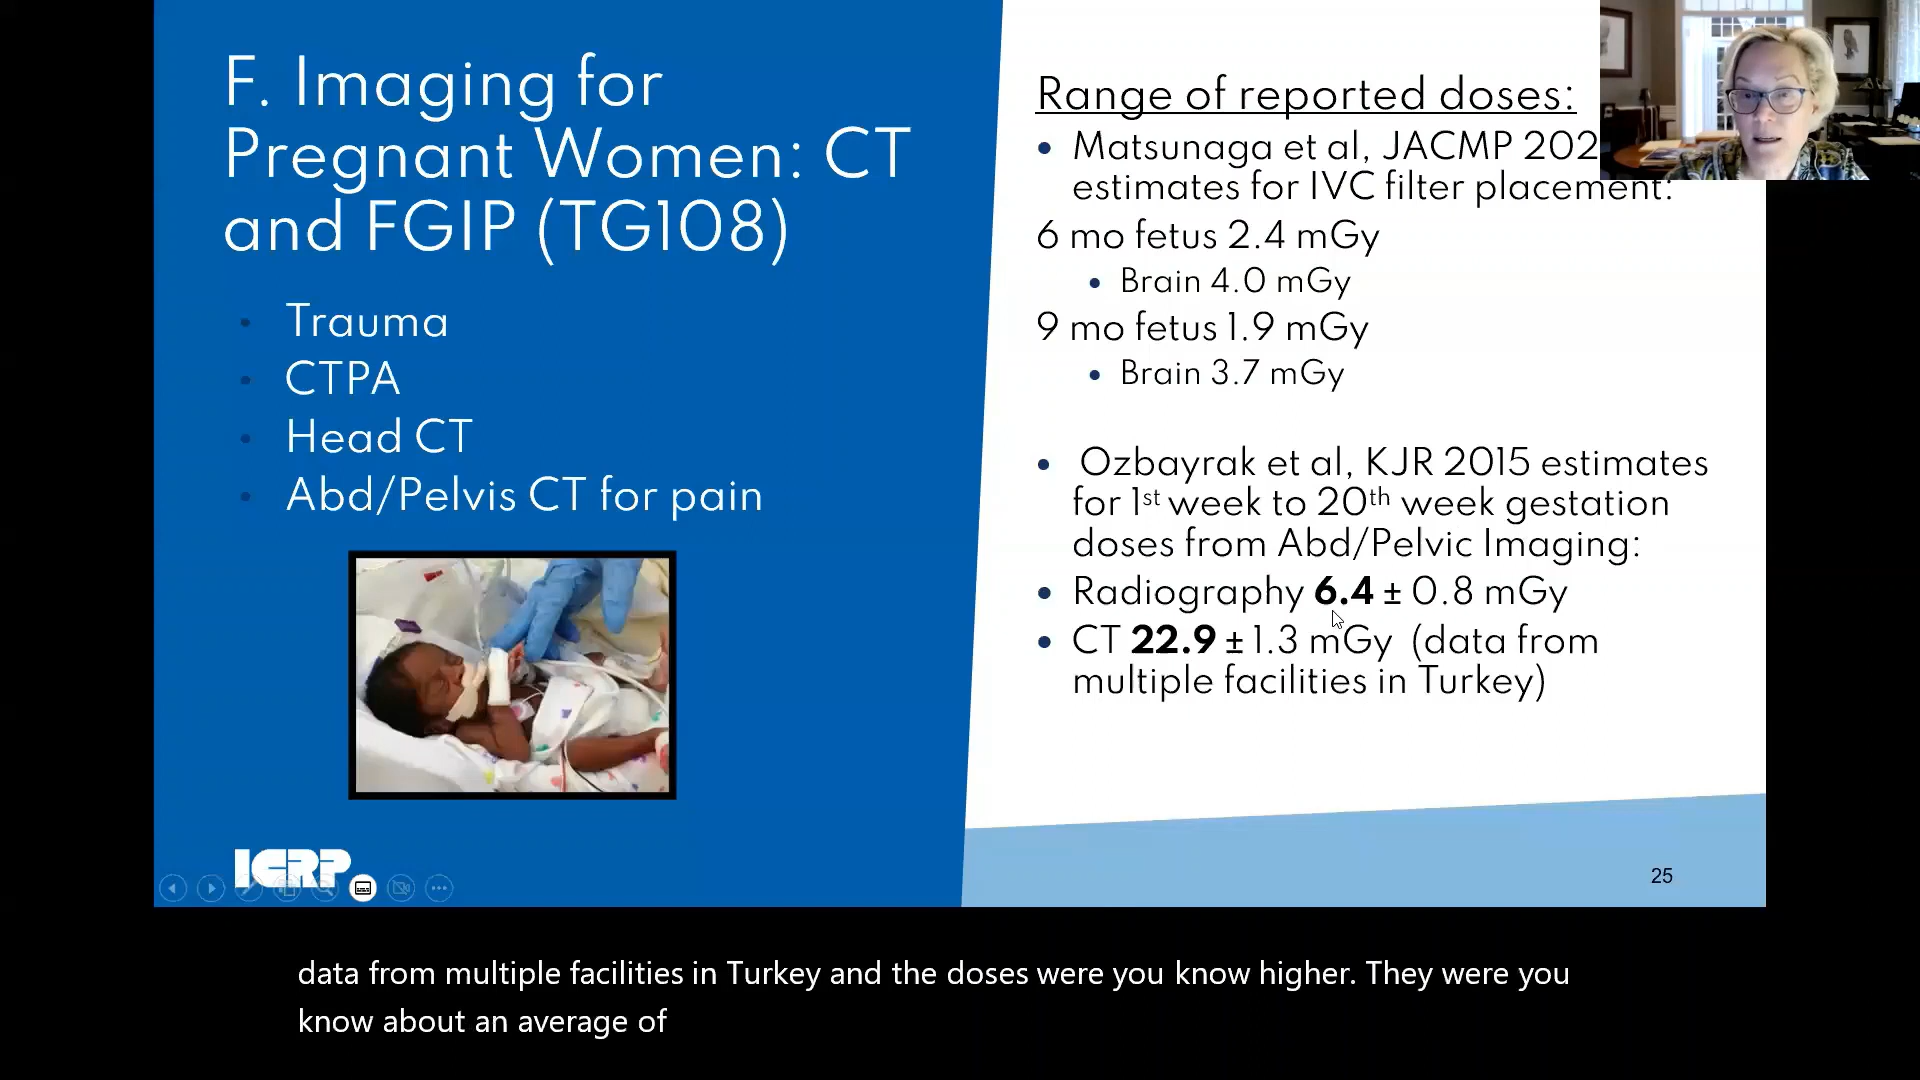 F. Imaging for
Pregnant Women: CT
and FGIP (TG108)
• Trauma
• CTPA
• Head CT
• Abd/Pelvis CT for pain
ICRP
Range of reported doses:
• Matsunaga et al, JACMP 202
estimates for IVC filter placement:
6 mo fetus 2.4 mGy
• Brain 4.0 mGy
9 mo fetus 1.9 mGy
• Brain 3.7 mGy
• Ozbayrak et al, KJR 2015 estimates
for 1st week to 20th week gestation
doses from Abd/Pelvic Imaging:
• Radiography 6.4 ± 0.8 mGy
• CT 22.9 ± 1.3 mGy (data from
multiple facilities in Turkey)
25
data from multiple facilities in Turkey and the doses were you know higher. They were you
know about an average of